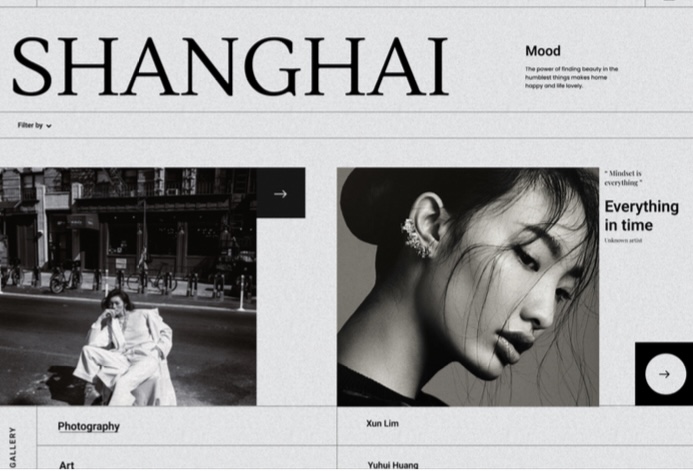 SHANGHAI
Mood
The power of finding beauty in the
humblest things makes home
happy and life lovely.
Filter by
“ Mindset is
everything ”
Everything
in time
Unknown artist
GALLERY
Photography
Xun Lim
Art
Yuhui Huang